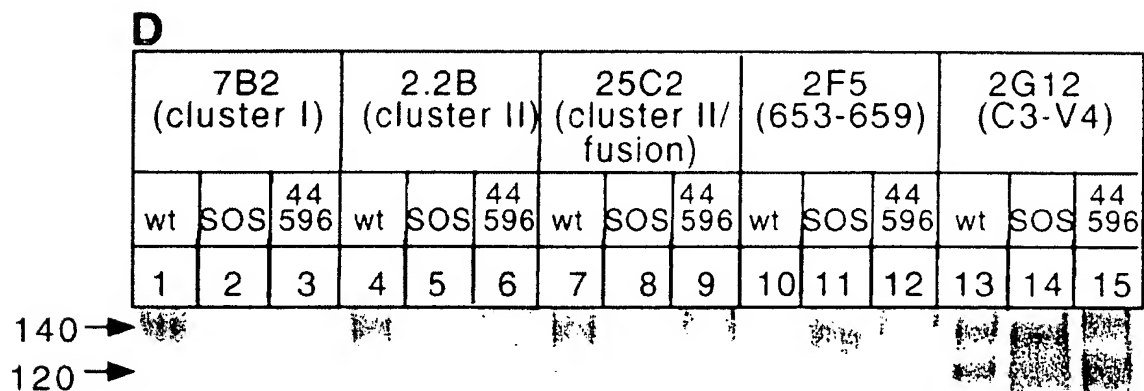 D
7B2 2.2B 25C2 2F5 2G12
(cluster I) (cluster II) (cluster II/ (653-659) (C3-V4)
fusion)
44 44 44 44 44
wt SOS 596 wt SOS 596 wt SOS 596 wt SOS 596 wt SOS 596
1 2 3 4 5 6 7 8 9 10 11 12 13 14 15
140
120